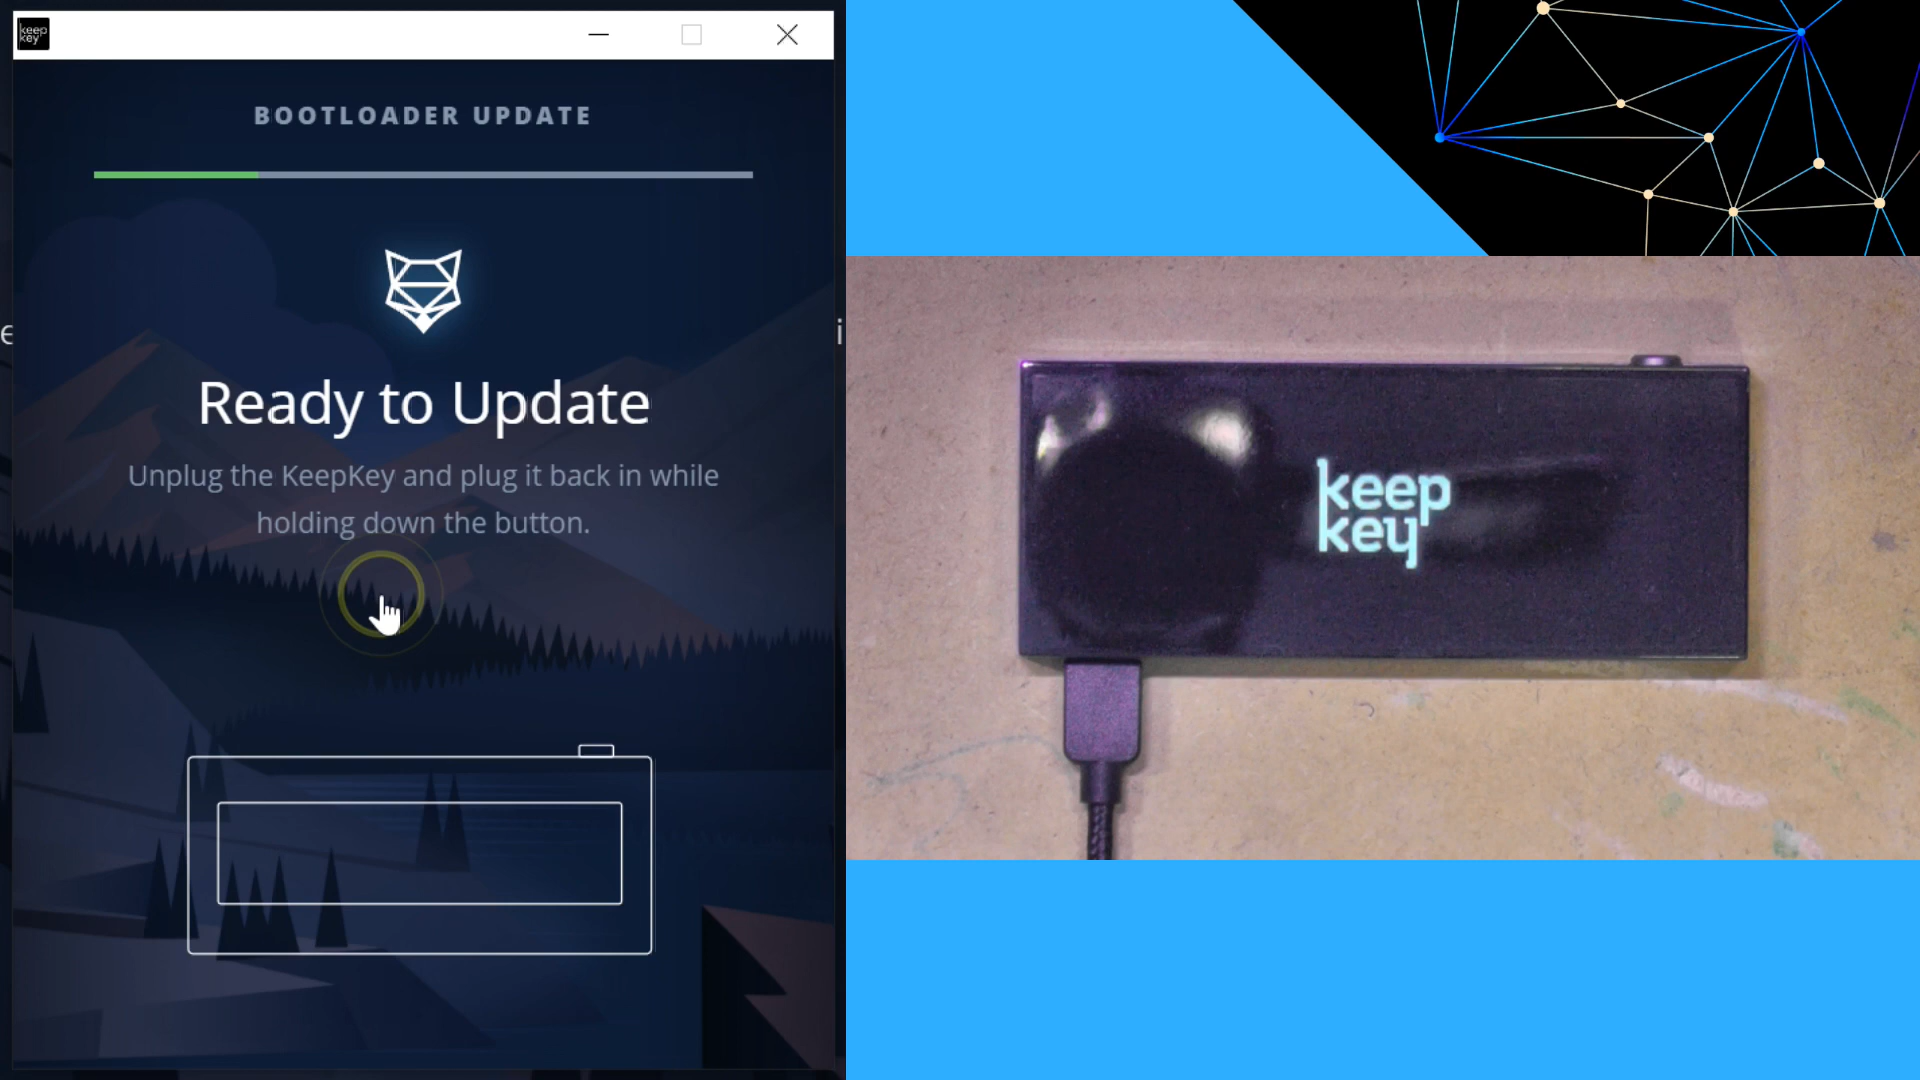 keep
key
BOOTLOADER UPDATE
Ready to Update
Unplug the KeepKey and plug it back in while
holding down the button.
keep
key